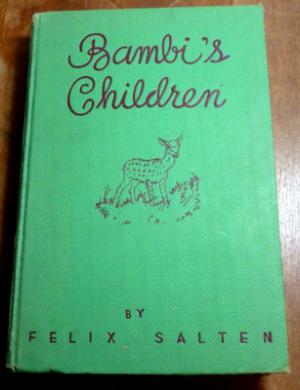 Bambi's
Children
BY
FELIX SALTEN